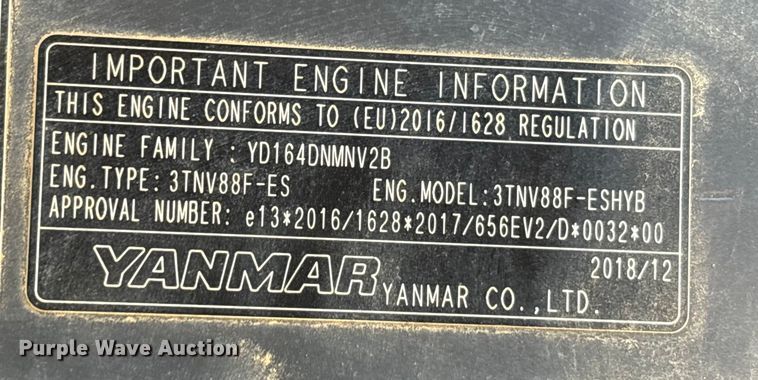 IMPORTANT ENGINE INFORMATION
THIS ENGINE CONFORMS TO (EU)2016/1628 REGULATION
ENGINE FAMILY : YD164DNMNV2B
ENG.TYPE: 3TNV88F-ES ENG.MODEL:3TNV88F-ESHYB
APPROVAL NUMBER: e13*2016/1628*2017/656EV2/D*0032*00
2018/12
YANMAR YANMAR CO.,LTD.
Purple Wave Auction